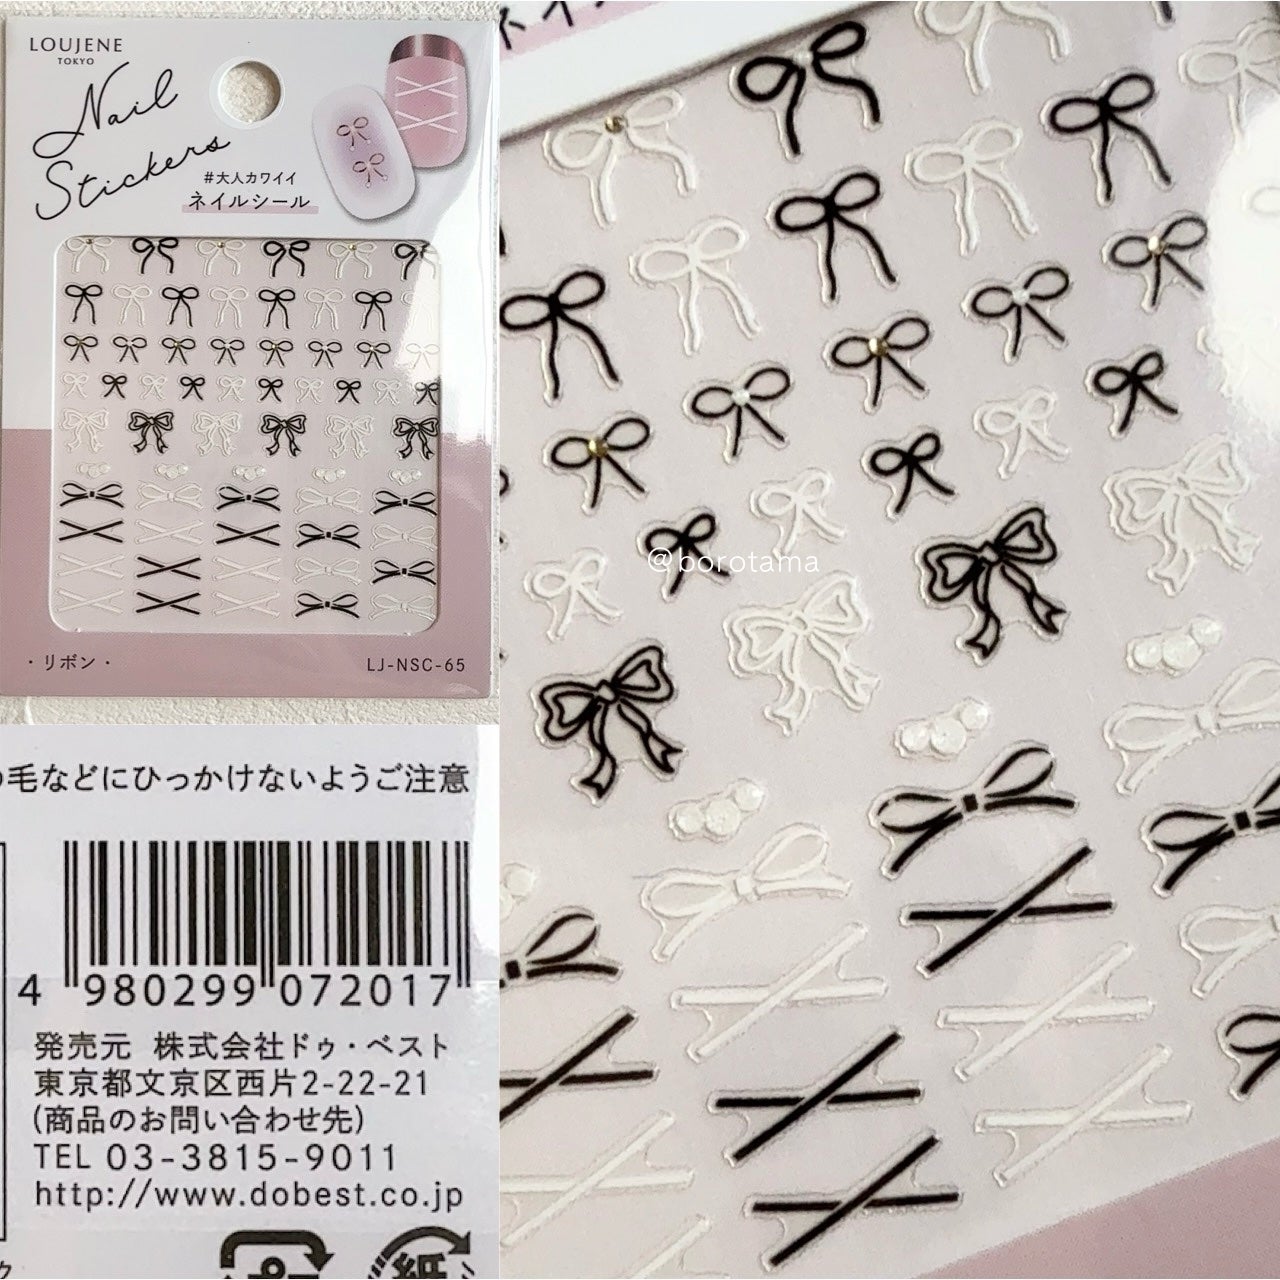 LOUJENE
TOKYO
Nail
Stickers
#大人カワイイ
ネイルシール
・リボン・
LJ-NSC-65
@borotama
毛などにひっかけないようご注意
4 980299 072017
発売元 株式会社ドゥ・ベスト
東京都文京区西片2-22-21
(商品のお問い合わせ先)
TEL 03-3815-9011
http://www.dobest.co.jp